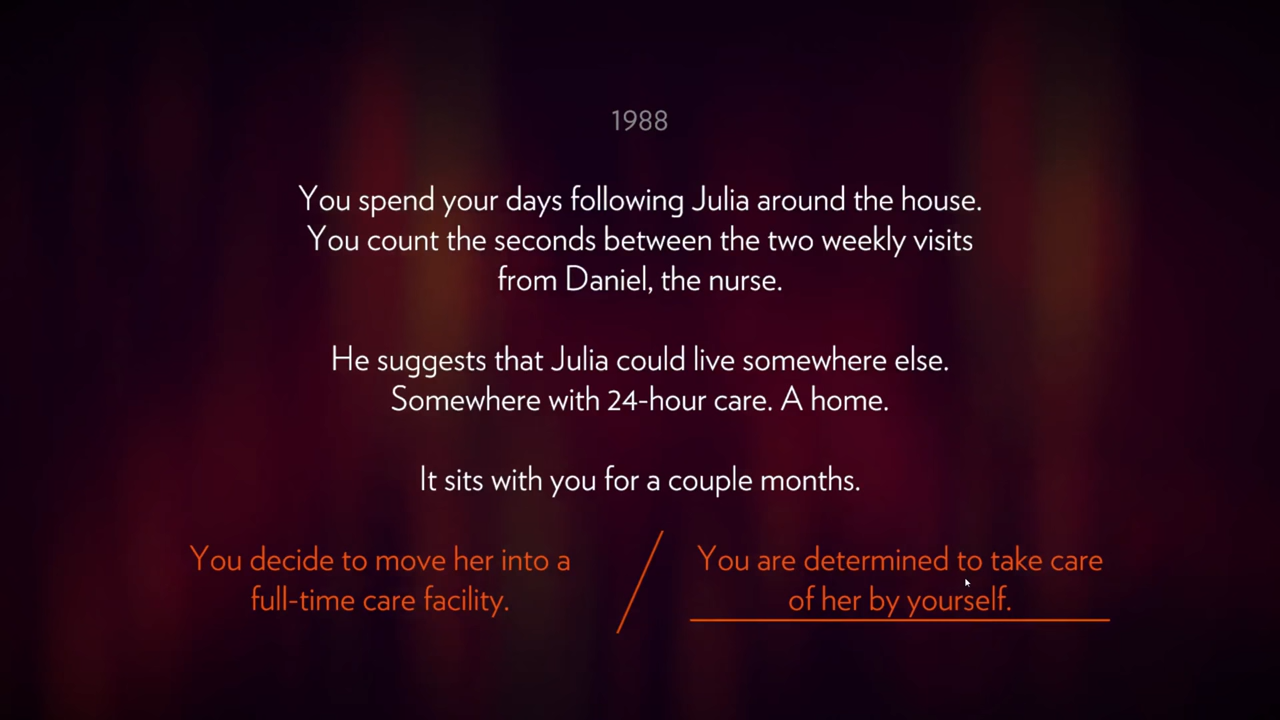 1988
You spend your days following Julia around the house.
You count the seconds between the two weekly visits
from Daniel, the nurse.
He suggests that Julia could live somewhere else.
Somewhere with 24-hour care. A home.
It sits with you for a couple months.
You decide to move her into a
full-time care facility.
You are determined to take care
of her by yourself.